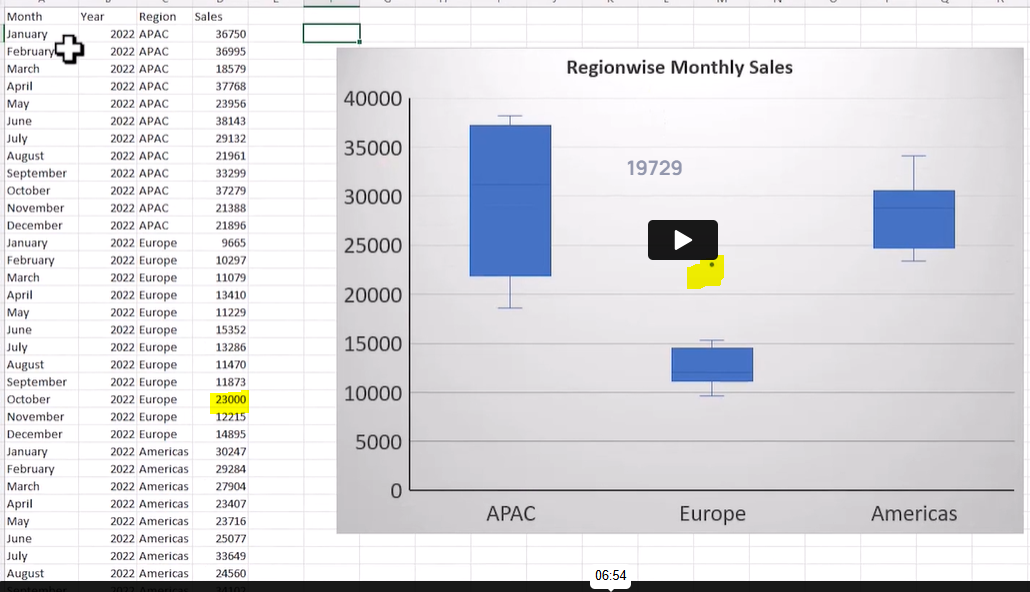 Month Year Region Sales
January 2022 APAC 36750
February 2022 APAC 36995
March 2022 APAC 18579
April 2022 APAC 37768
May 2022 APAC 23956
June 2022 APAC 38143
July 2022 APAC 29132
August 2022 APAC 21961
September 2022 APAC 33299
October 2022 APAC 37279
November 2022 APAC 21388
December 2022 APAC 21896
January 2022 Europe 9665
February 2022 Europe 10297
March 2022 Europe 11079
April 2022 Europe 13410
May 2022 Europe 11229
June 2022 Europe 15352
July 2022 Europe 13286
August 2022 Europe 11470
September 2022 Europe 11873
October 2022 Europe 23000
November 2022 Europe 12215
December 2022 Europe 14895
January 2022 Americas 30247
February 2022 Americas 29284
March 2022 Americas 27904
April 2022 Americas 23407
May 2022 Americas 23716
June 2022 Americas 25077
July 2022 Americas 33649
August 2022 Americas 24560
Regionwise Monthly Sales
40000
35000
30000
25000
20000
15000
10000
5000
0
19729
APAC Europe Americas
06:54